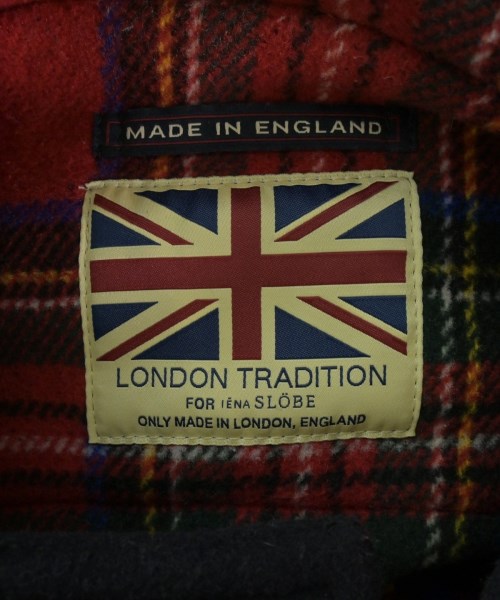 MADE IN ENGLAND
LONDON TRADITION
FOR IÉNA SLÖBE
ONLY MADE IN LONDON, ENGLAND